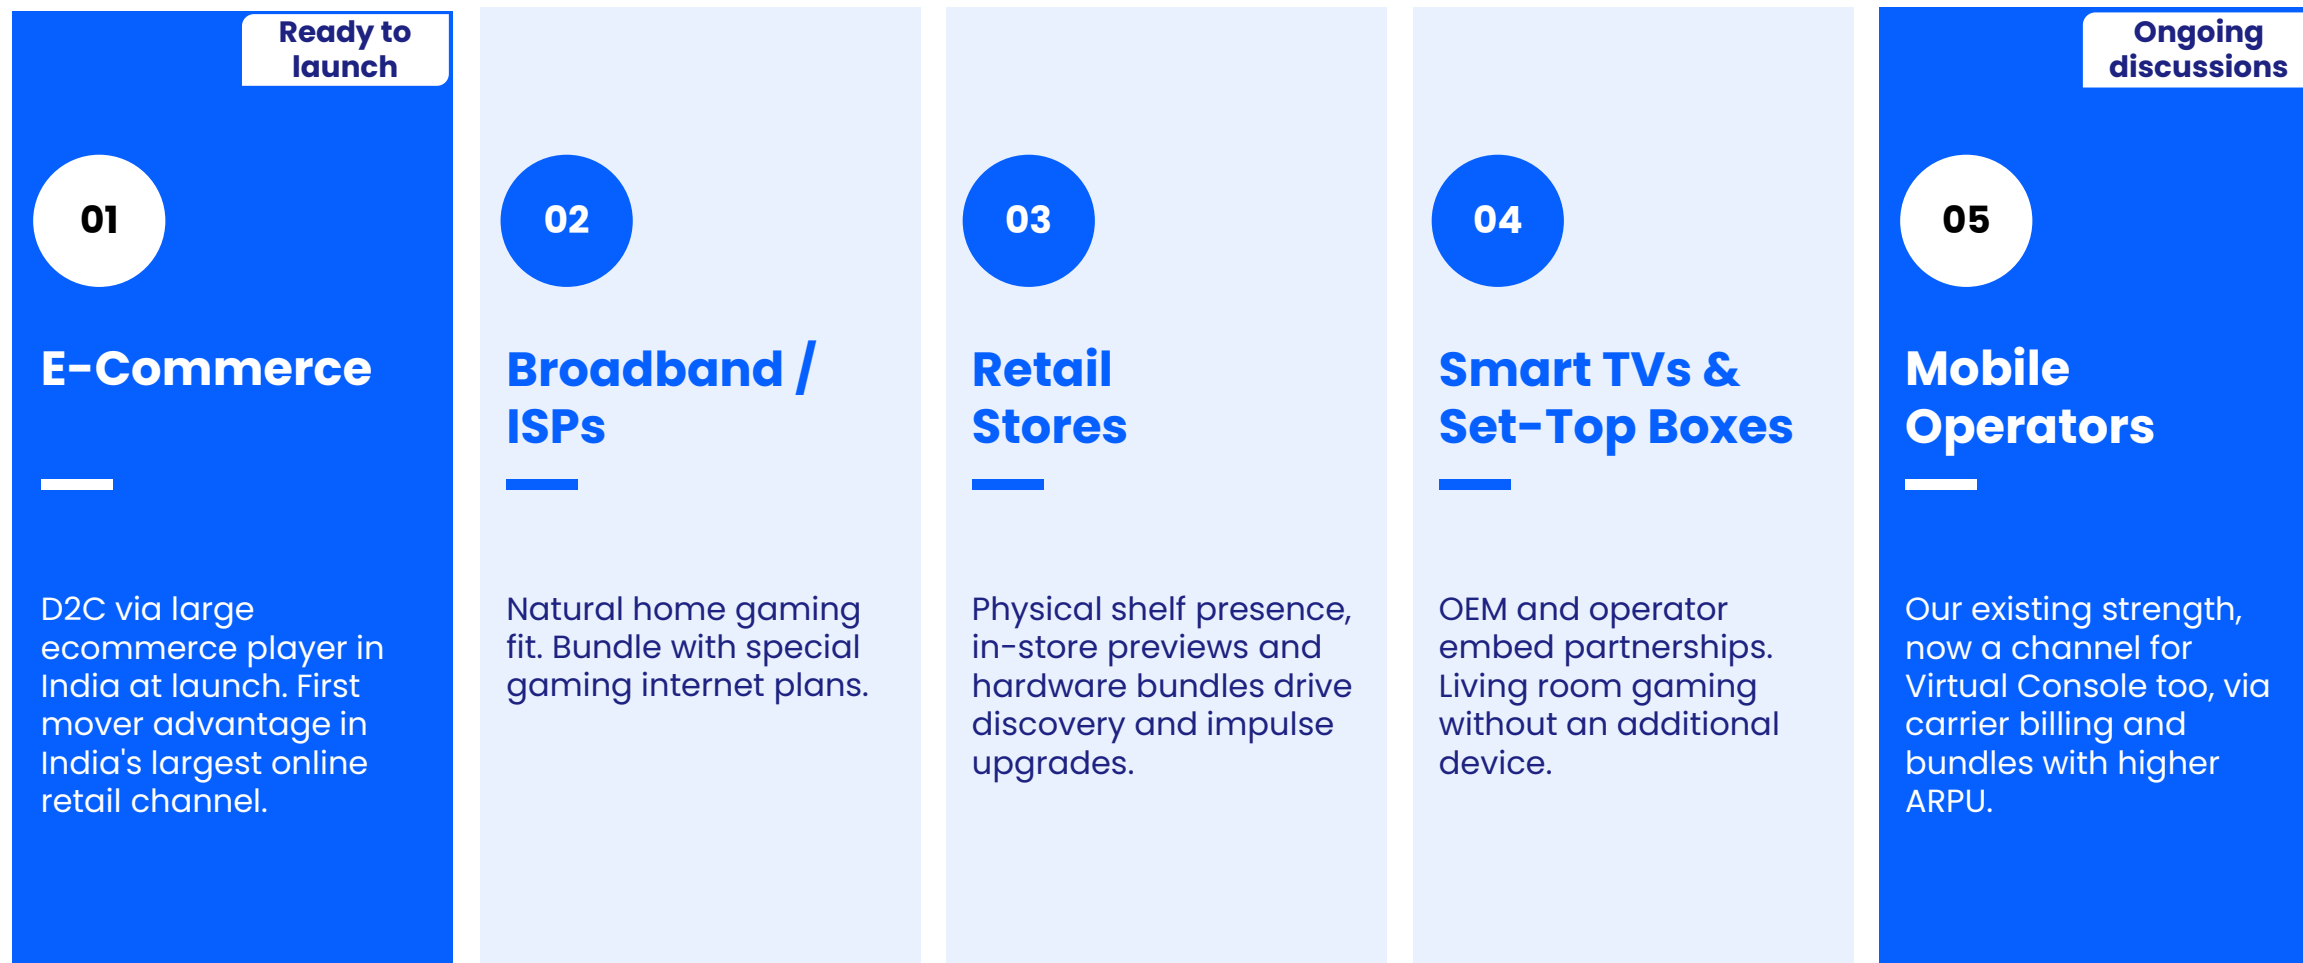 Ready to
launch
01
E-Commerce
D2C via large
ecommerce player in
India at launch. First
mover advantage in
India's largest online
retail channel.
02
Broadband /
ISPs
Natural home gaming
fit. Bundle with special
gaming internet plans.
03
Retail
Stores
Physical shelf presence,
in-store previews and
hardware bundles drive
discovery and impulse
upgrades.
04
Smart TVs &
Set-Top Boxes
OEM and operator
embed partnerships.
Living room gaming
without an additional
device.
Ongoing
discussions
05
Mobile
Operators
Our existing strength,
now a channel for
Virtual Console too, via
carrier billing and
bundles with higher
ARPU.